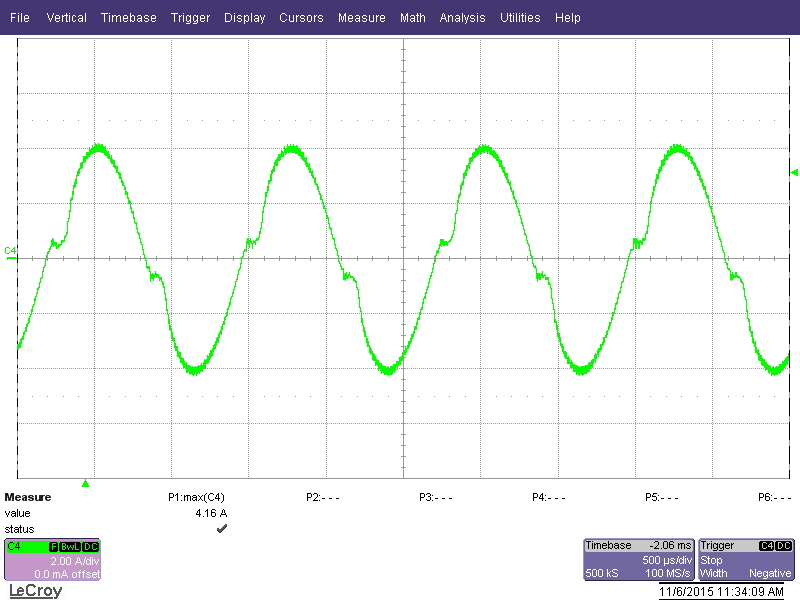 File Vertical Timebase Trigger Display Cursors Measure Math Analysis Utilities Help
C4
Measure P1:max(C4) P2:- - - P3:- - - P4:- - - P5:- - - P6:- - -
value 4.16 A
status
C4 F BwL DC
2.00 A/div
0.0 mA offset
Timebase -2.06 ms
500 µs/div
500 kS 100 MS/s
Trigger C4 DC
Stop
Width Negative
LeCroy
11/6/2015 11:34:09 AM